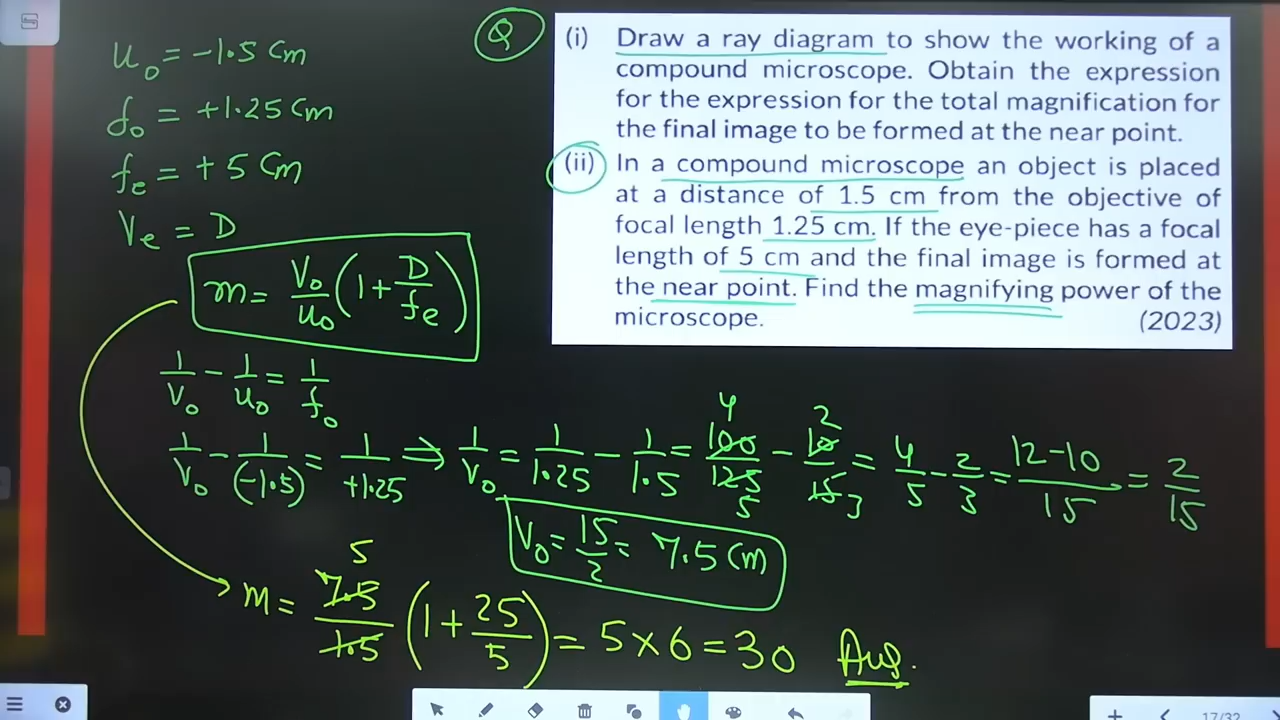 u₀ = -1.5 cm
f₀ = +1.25 cm
fₑ = +5 cm
Vₑ = D
m = V₀/u₀ (1 + D/fₑ)
1/V₀ - 1/u₀ = 1/f₀
1/V₀ - 1/(-1.5) = 1/+1.25 ⇒ 1/V₀ = 1/1.25 - 1/1.5 = 100/125 - 10/15 = 4/5 - 2/3 = 12-10/15 = 2/15
4 2
5 3
V₀ = 15/2 = 7.5 cm
5
m = 7.5/1.5 (1 + 25/5) = 5 × 6 = 30 Ans.
Q
(i) Draw a ray diagram to show the working of a
compound microscope. Obtain the expression
for the expression for the total magnification for
the final image to be formed at the near point.
(ii) In a compound microscope an object is placed
at a distance of 1.5 cm from the objective of
focal length 1.25 cm. If the eye-piece has a focal
length of 5 cm and the final image is formed at
the near point. Find the magnifying power of the
microscope. (2023)
17/32